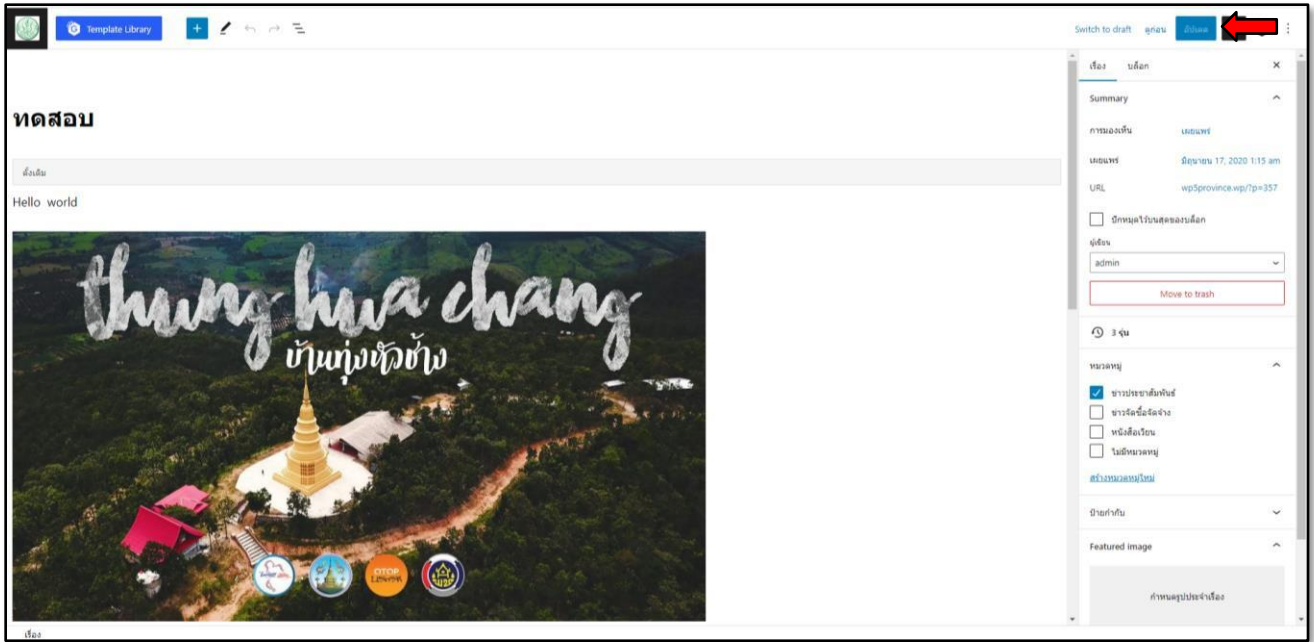 Template Library
Switch to draft ดูก่อน อัปเดต
เรื่อง บล็อก
Summary
การมองเห็น เผยแพร่
เผยแพร่ มิถุนายน 17, 2020 1:15 am
URL wp5province.wp/?p=357
ปักหมุดไว้บนสุดของบล็อก
ผู้เขียน
admin
Move to trash
3 รุ่น
หมวดหมู่
ข่าวประชาสัมพันธ์
ข่าวจัดซื้อจัดจ้าง
หนังสือเวียน
ไม่มีหมวดหมู่
สร้างหมวดหมู่ใหม่
ป้ายกำกับ
Featured image
กำหนดรูปประจำเรื่อง
ทดสอบ
ดั้งเดิม
Hello world
thung hua chang
บ้านทุ่งหัวช้าง
OTOP
เรื่อง